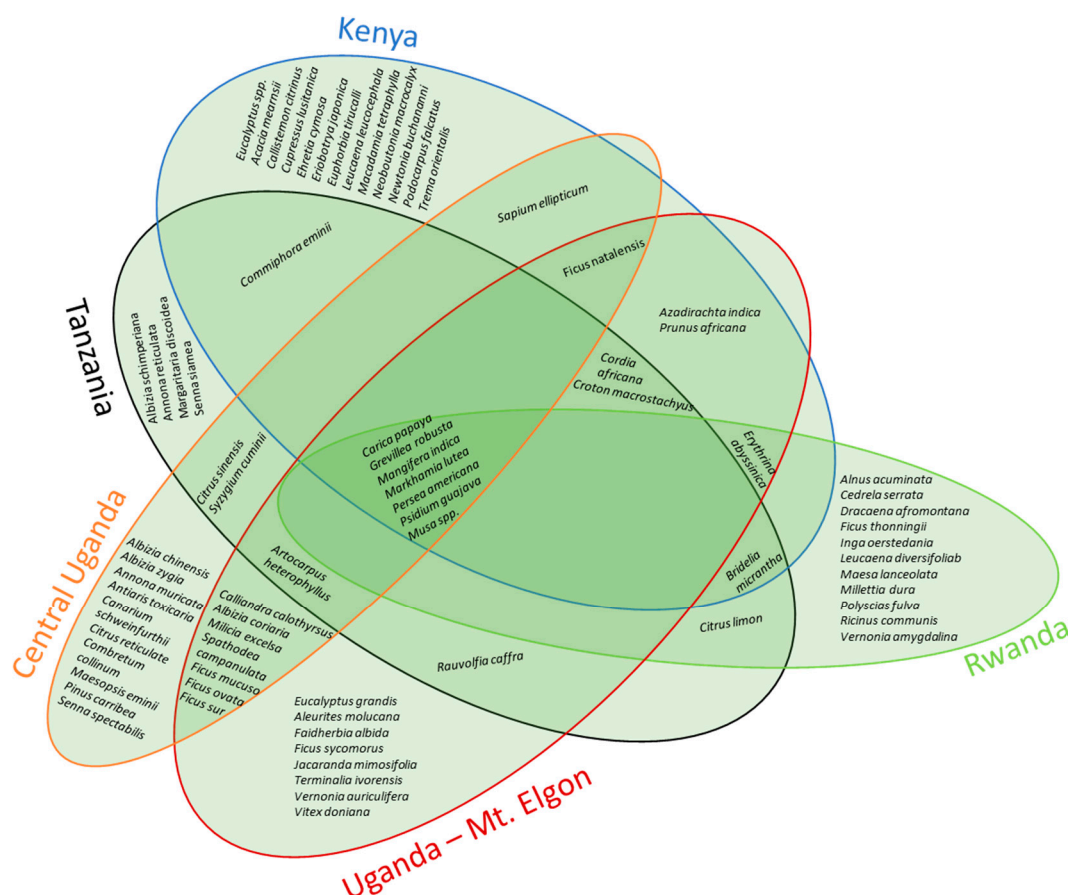 Kenya
Eucalyptus spp.
Acacia mearnsii
Callistemon citrinus
Cupressus lusitanica
Ehretia cymosa
Eriobotrya japonica
Euphorbia tirucalli
Leucaena leucocephala
Macadamia tetraphylla
Neoboutonia macrocalyx
Newtonia buchananni
Podocarpus falcatus
Trema orientalis
Sapium ellipticum
Commiphora eminii
Ficus natalensis
Tanzania
Albizia schimperiana
Annona reticulata
Margaritaria discoidea
Senna siamea
Azadirachta indica
Prunus africana
Cordia
africana
Croton macrostachyus
Carica papaya
Grevillea robusta
Mangifera indica
Markhamia lutea
Persea americana
Psidium guajava
Musa spp.
Erythrina
abyssinica
Citrus sinensis
Syzygium cuminii
Alnus acuminata
Cedrela serrata
Dracaena afromontana
Ficus thonningii
Inga oerstedania
Leucaena diversifoliab
Maesa lanceolata
Millettia dura
Polyscias fulva
Ricinus communis
Vernonia amygdalina
Rwanda
Central Uganda
Albizia chinensis
Albizia zygia
Annona muricata
Antiaris toxicaria
Canarium
schweinfurthii
Citrus reticulate
Combretum
collinum
Maesopsis eminii
Pinus carribea
Senna spectabilis
Artocarpus
heterophyllus
Bridelia
micrantha
Calliandra calothyrsus
Albizia coriaria
Milicia excelsa
Spathodea
campanulata
Ficus mucuso
Ficus ovata
Ficus sur
Citrus limon
Rauvolfia caffra
Eucalyptus grandis
Aleurites molucana
Faidherbia albida
Ficus sycomorus
Jacaranda mimosifolia
Terminalia ivorensis
Vernonia auriculifera
Vitex doniana
Uganda – Mt. Elgon